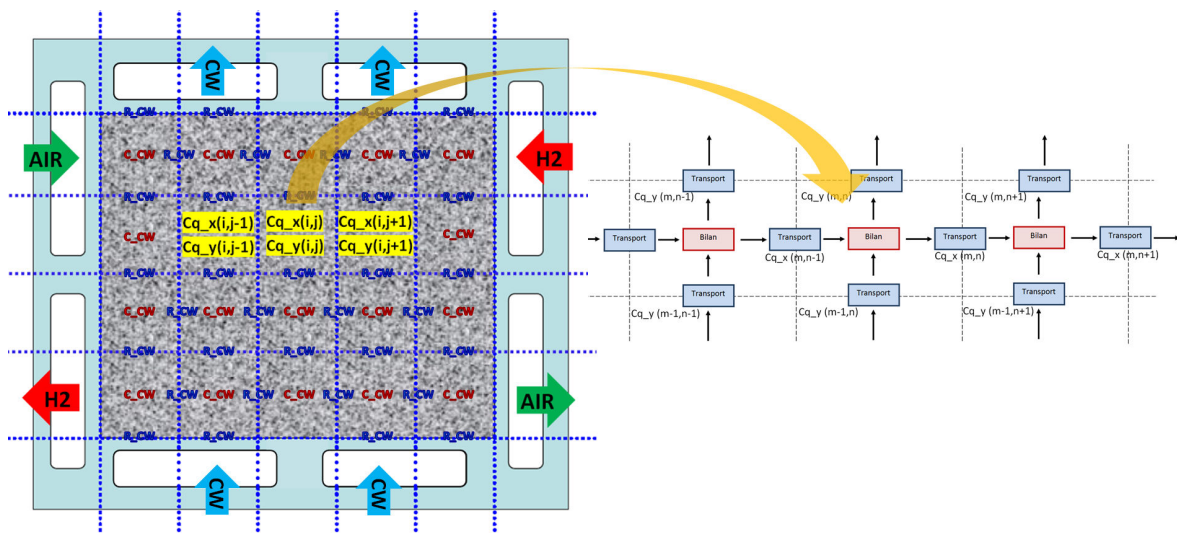 CW CW
R_CW R_CW R_CW R_CW
AIR C_CW R_CW C_CW R_CW C_CW R_CW C_CW R_CW C_CW H2
R_CW R_CW R_CW R_CW R_CW
Cq_x(i,j-1) Cq_x(i,j) Cq_x(i,j+1)
C_CW C_CW
Cq_y(i,j-1) Cq_y(i,j) Cq_y(i,j+1)
R_CW R_CW R_CW R_CW R_CW
C_CW R_CW C_CW R_CW C_CW R_CW C_CW R_CW C_CW
R_CW R_CW R_CW R_CW R_CW
H2 C_CW R_CW C_CW R_CW C_CW R_CW C_CW R_CW C_CW AIR
R_CW R_CW R_CW R_CW
CW CW
Transport Transport Transport
Cq_y (m,n-1) Cq_y (m,n) Cq_y (m,n+1)
Transport Bilan Transport Bilan Transport Bilan Transport
Cq_x (m,n-1) Cq_x (m,n) Cq_x (m,n+1)
Transport Transport Transport
Cq_y (m-1,n-1) Cq_y (m-1,n) Cq_y (m-1,n+1)